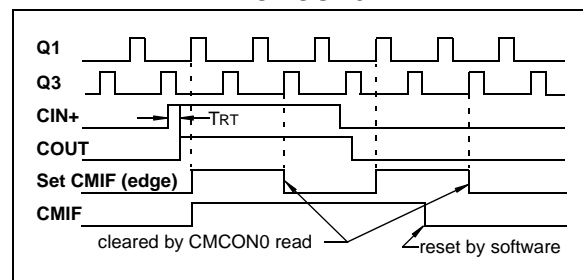 Q1
Q3
CIN+
TRT
COUT
Set CMIF (edge)
CMIF
cleared by CMCON0 read
reset by software